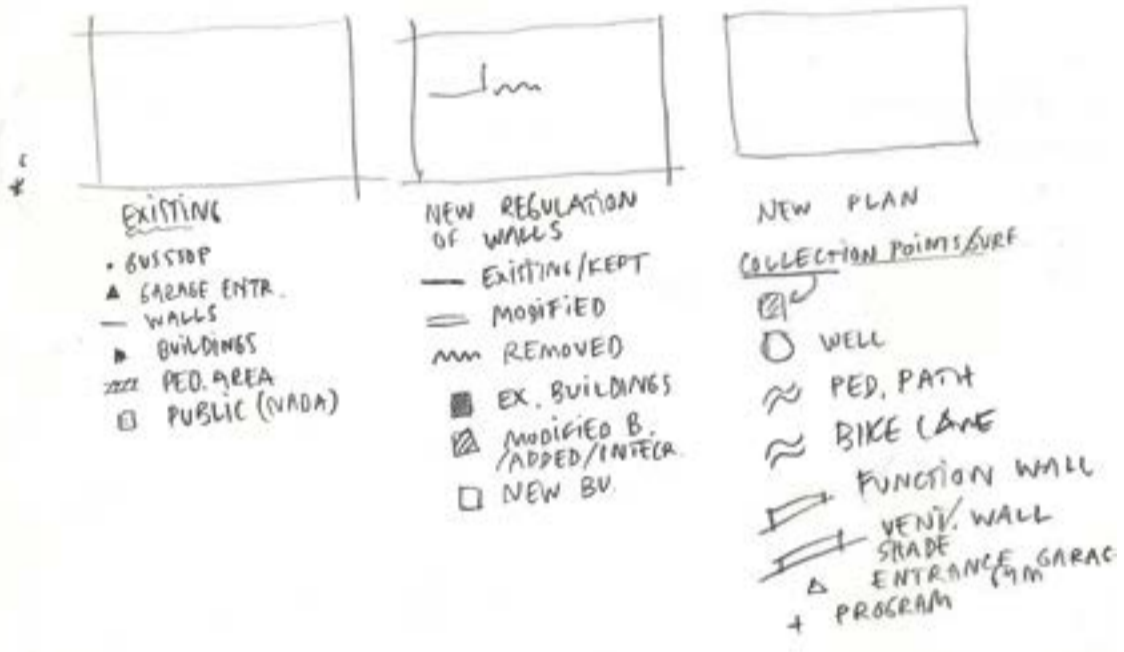 EXISTING
BUSSTOP
GARAGE ENTR.
WALLS
BUILDINGS
PED. AREA
PUBLIC (NADA)
NEW REGULATION
OF WALLS
EXISTING/KEPT
MODIFIED
REMOVED
EX. BUILDINGS
MODIFIED B.
/ADDED/INTEGR.
NEW BU.
NEW PLAN
COLLECTION POINTS/SURF
WELL
PED. PATH
BIKE LANE
FUNCTION WALL
VENT. WALL
SHADE
ENTRANCE GARAG
GYM
+ PROGRAM